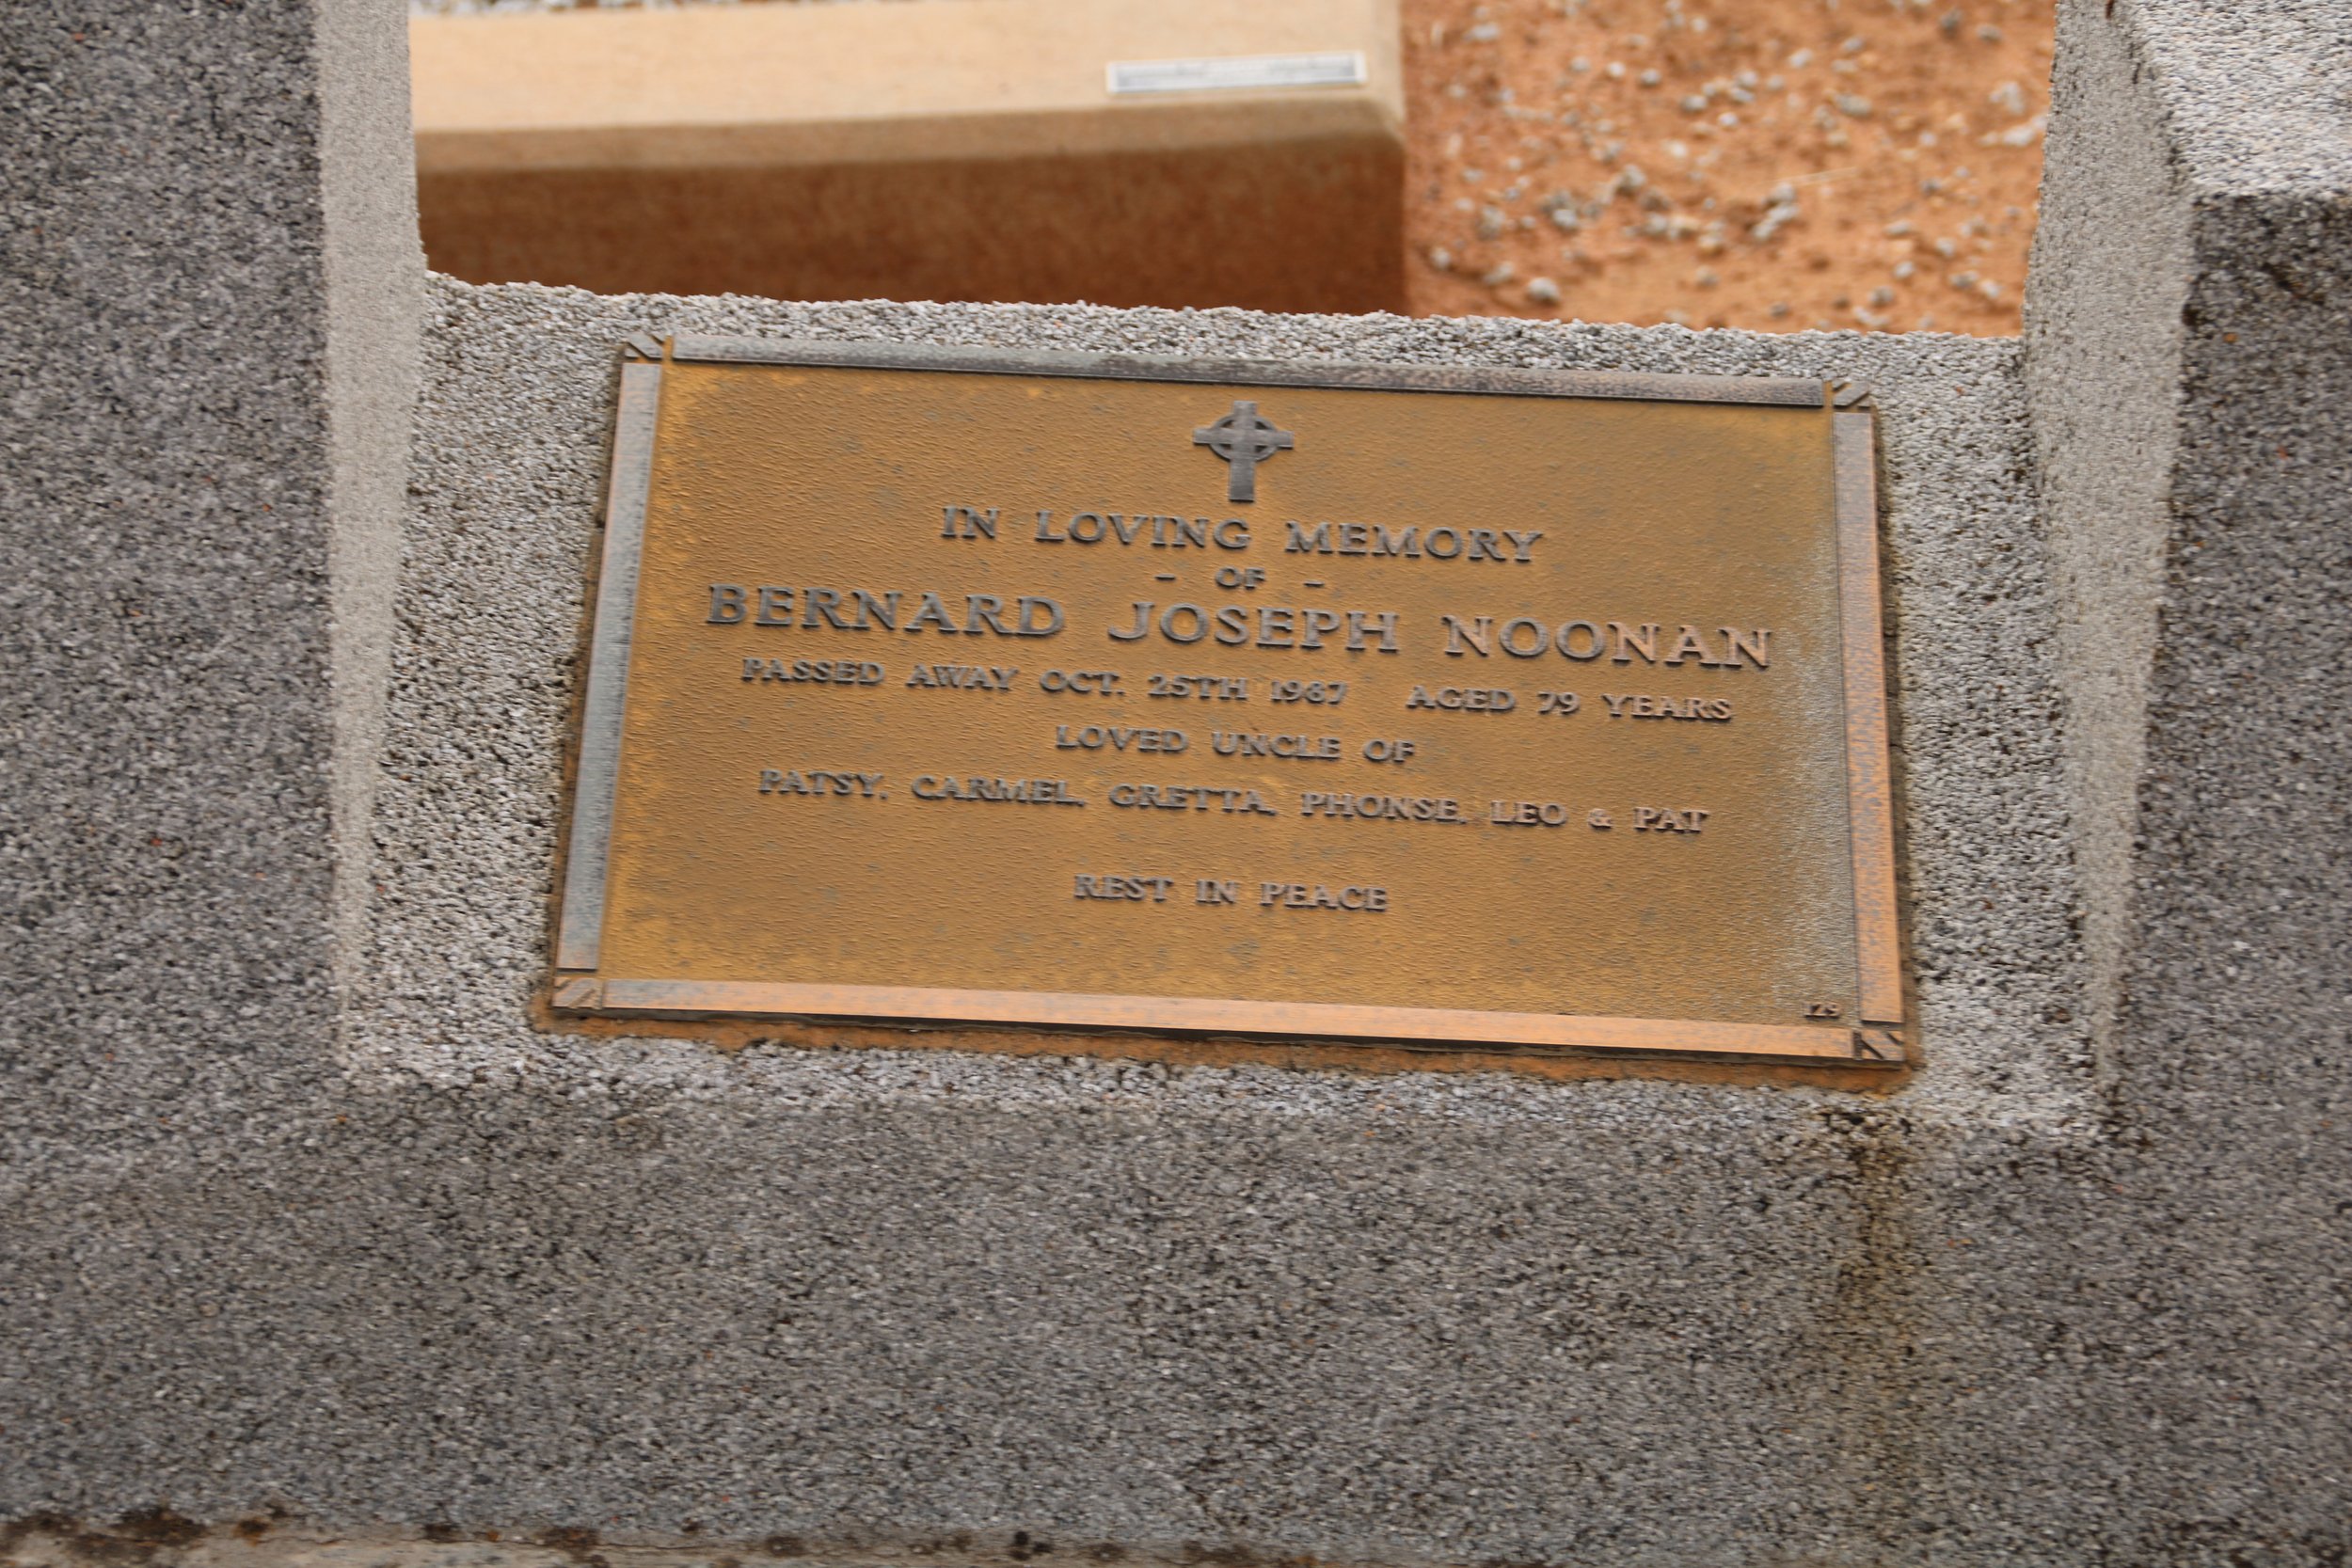 IN LOVING MEMORY
- OF -
BERNARD JOSEPH NOONAN
PASSED AWAY OCT. 25TH 1987 AGED 79 YEARS
LOVED UNCLE OF
PATSY, CARMEL, GRETTA, PHONSE, LEO & PAT
REST IN PEACE
129